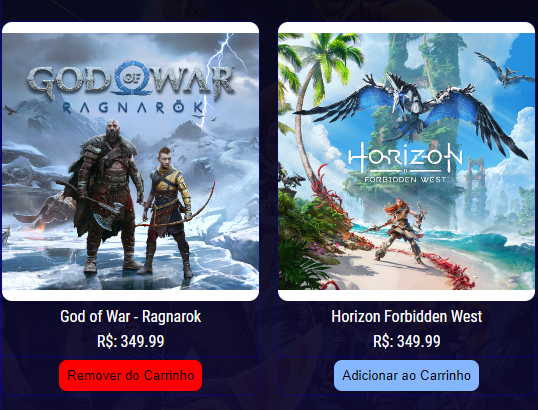 GOD OF WAR
RAGNARÖK
HORIZON
FORBIDDEN WEST
God of War - Ragnarok
Horizon Forbidden West
R$: 349.99
R$: 349.99
Remover do Carrinho
Adicionar ao Carrinho